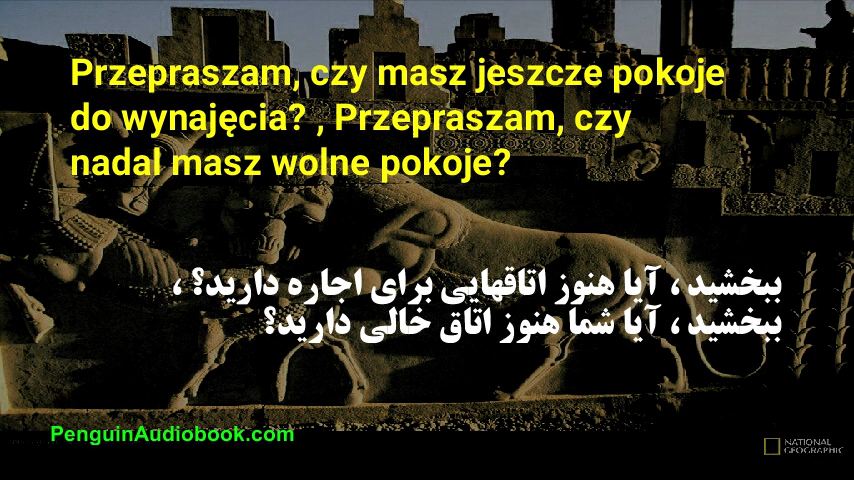 Przepraszam, czy masz jeszcze pokoje
do wynajęcia? , Przepraszam, czy
nadal masz wolne pokoje?
ببخشید ، آیا هنوز اتاقهایی برای اجاره دارید؟ ،
ببخشید ، آیا شما هنوز اتاق خالی دارید؟
PenguinAudiobook.com
NATIONAL
GEOGRAPHIC